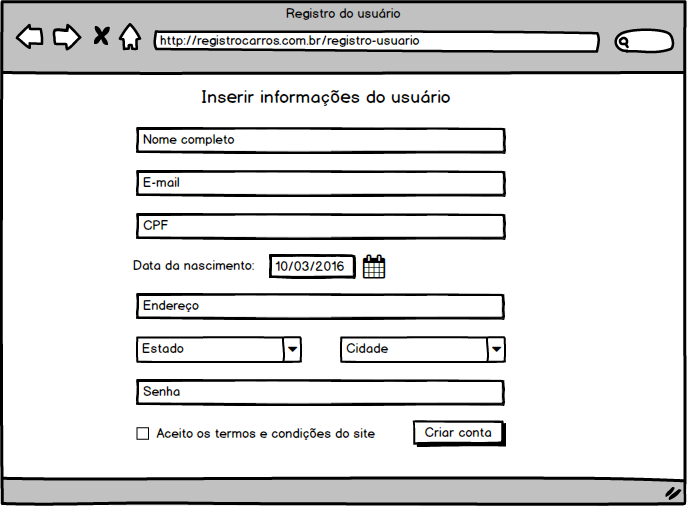 Registro do usuário
http://registrocarros.com.br/registro-usuario
Inserir informações do usuário
Nome completo
E-mail
CPF
Data da nascimento: 10/03/2016
Endereço
Estado Cidade
Senha
Aceito os termos e condições do site Criar conta